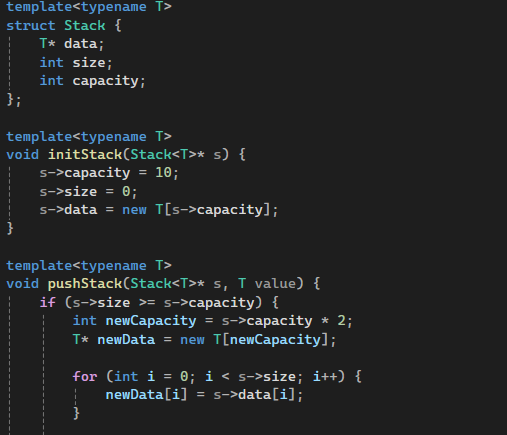 template<typename T>
struct Stack {
    T* data;
    int size;
    int capacity;
};

template<typename T>
void initStack(Stack<T>* s) {
    s->capacity = 10;
    s->size = 0;
    s->data = new T[s->capacity];
}

template<typename T>
void pushStack(Stack<T>* s, T value) {
    if (s->size >= s->capacity) {
        int newCapacity = s->capacity * 2;
        T* newData = new T[newCapacity];

        for (int i = 0; i < s->size; i++) {
            newData[i] = s->data[i];
        }